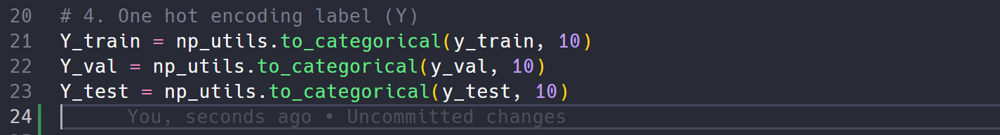 20 # 4. One hot encoding label (Y)
21 Y_train = np_utils.to_categorical(y_train, 10)
22 Y_val = np_utils.to_categorical(y_val, 10)
23 Y_test = np_utils.to_categorical(y_test, 10)
24 You, seconds ago • Uncommitted changes